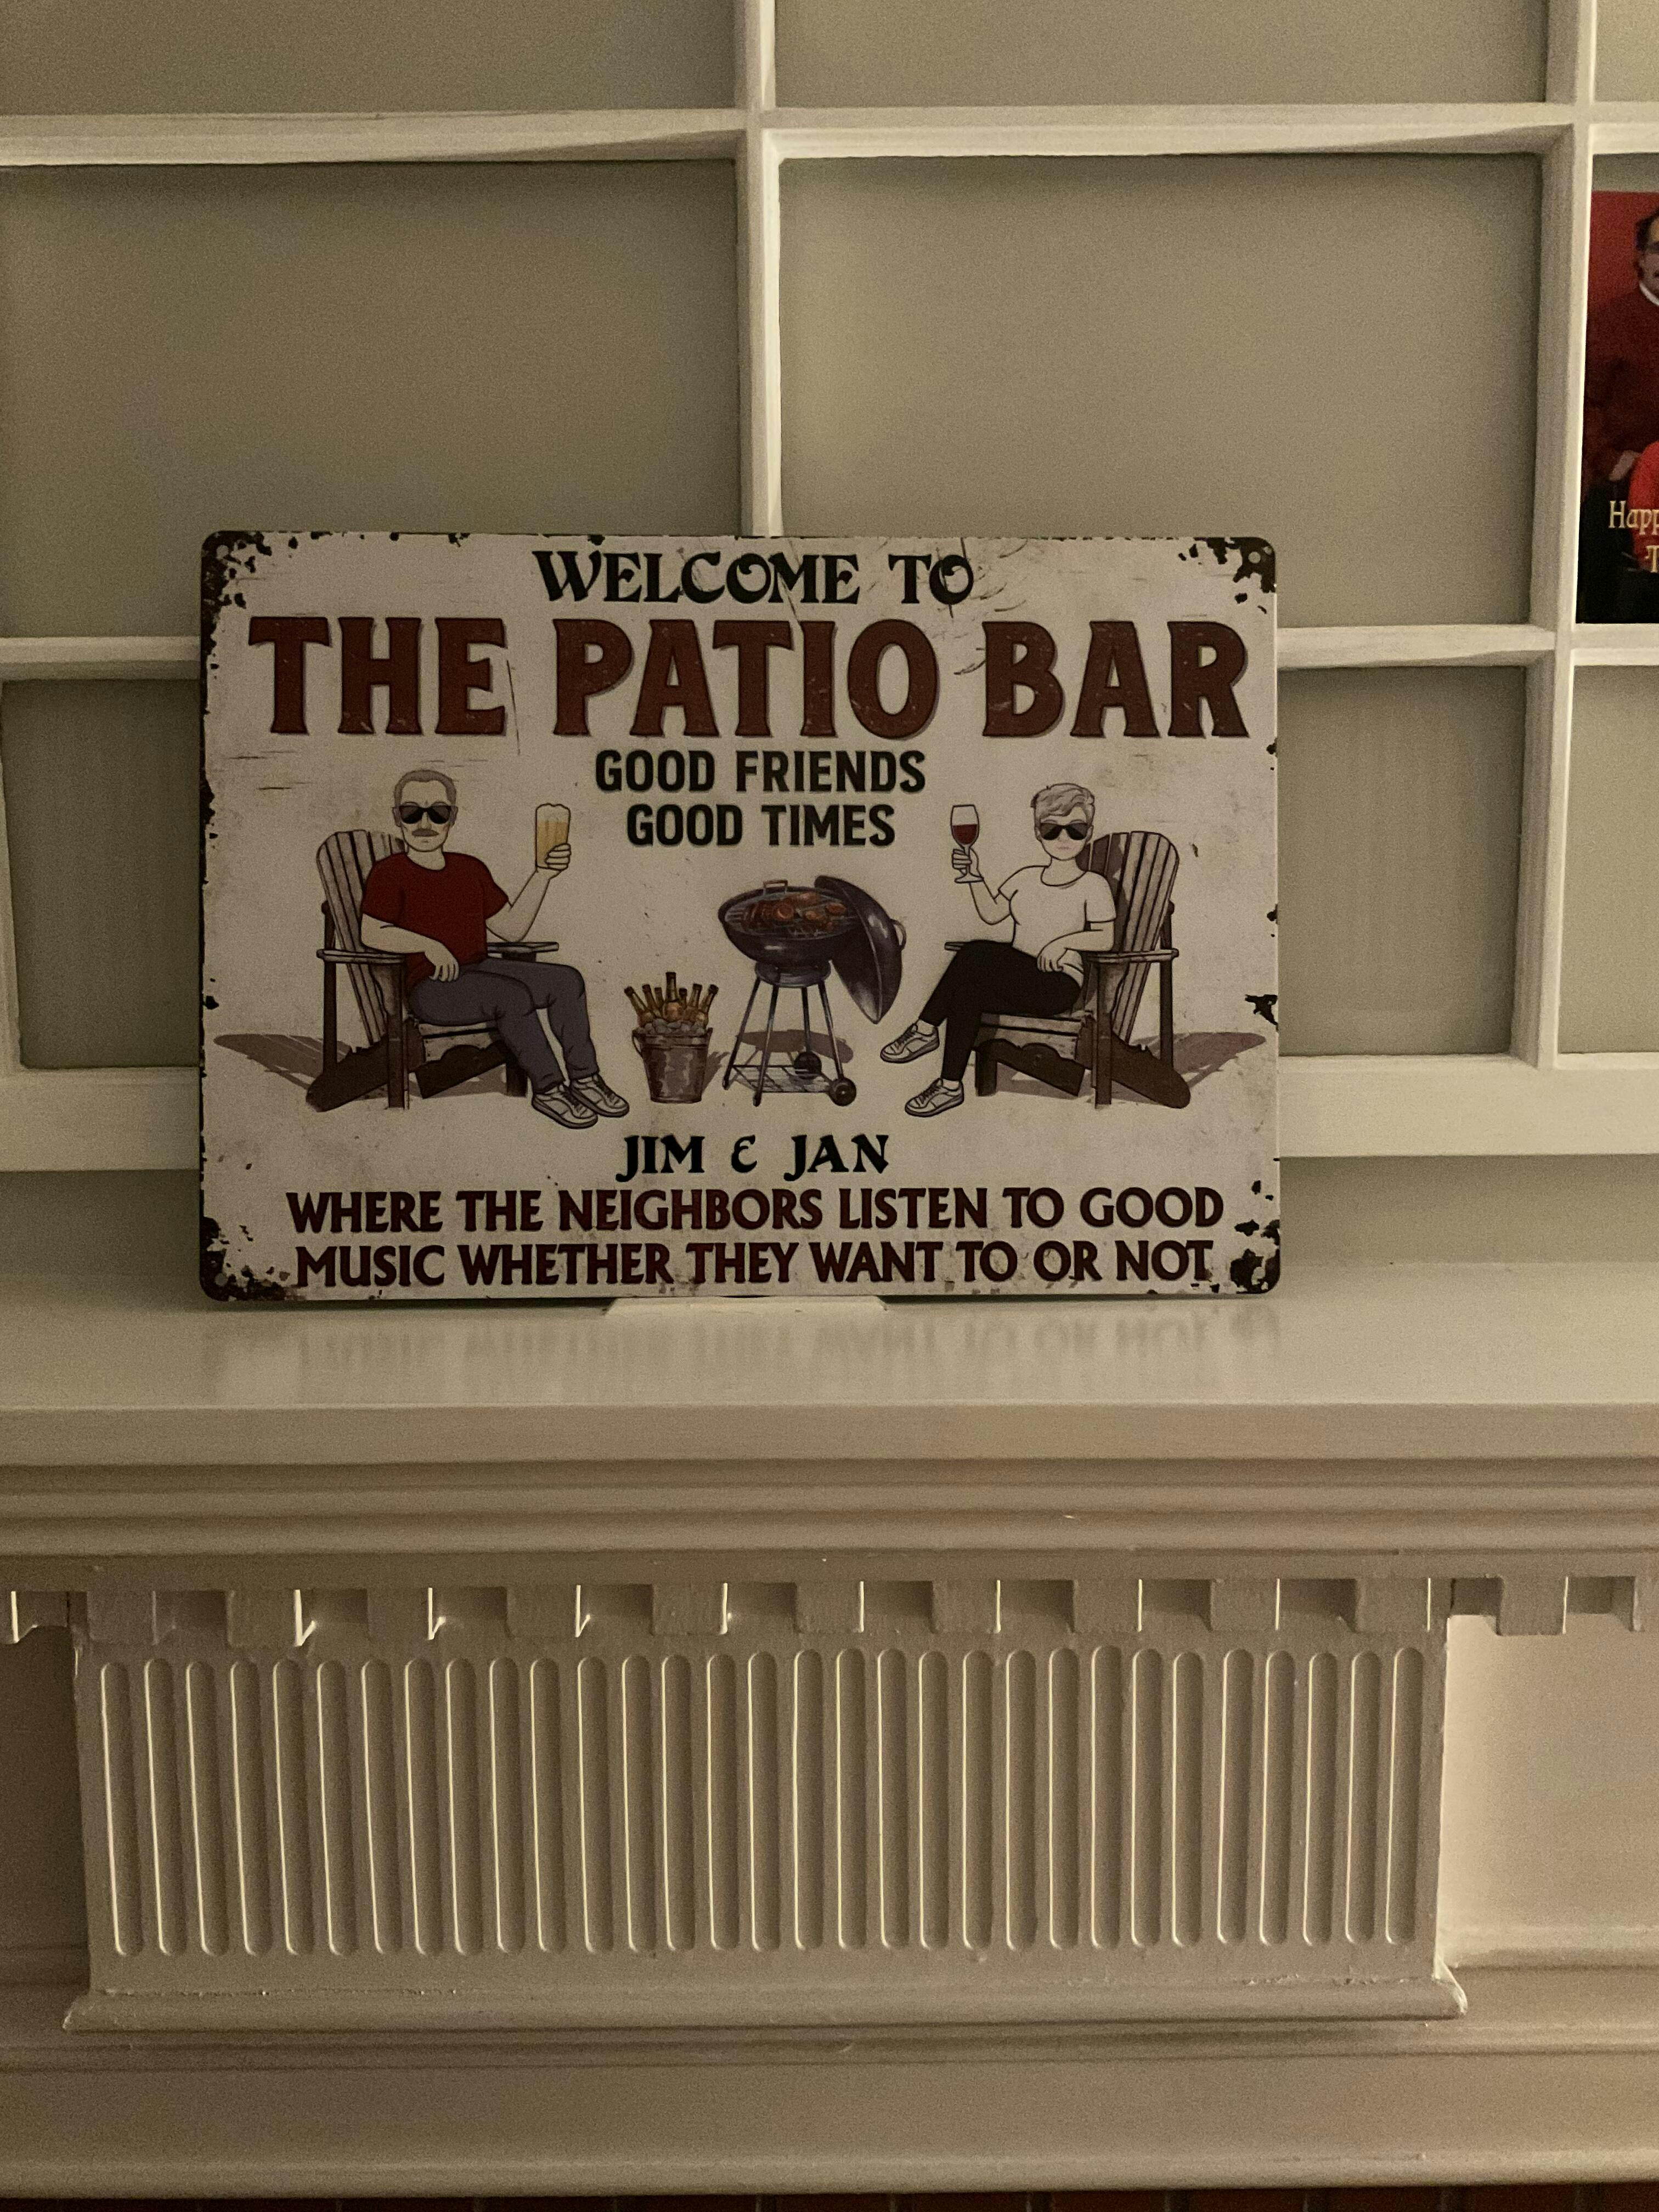 WELCOME TO
THE PATIO BAR
GOOD FRIENDS
GOOD TIMES
JIM & JAN
WHERE THE NEIGHBORS LISTEN TO GOOD
MUSIC WHETHER THEY WANT TO OR NOT